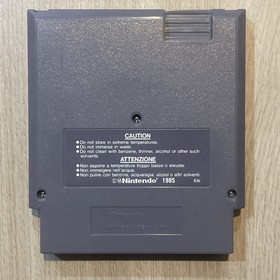 CAUTION
●Do not store in extreme temperatures.
●Do not immerse in water.
●Do not clean with benzene, thinner, alcohol or other such
solvents.
ATTENZIONE
●Non esporre a temperature troppo basse o elevate.
●Non immergere nell'acqua.
●Non pulire con benzine, acquaragia, alcool o altri solventi.
©Nintendo 1985 EAI